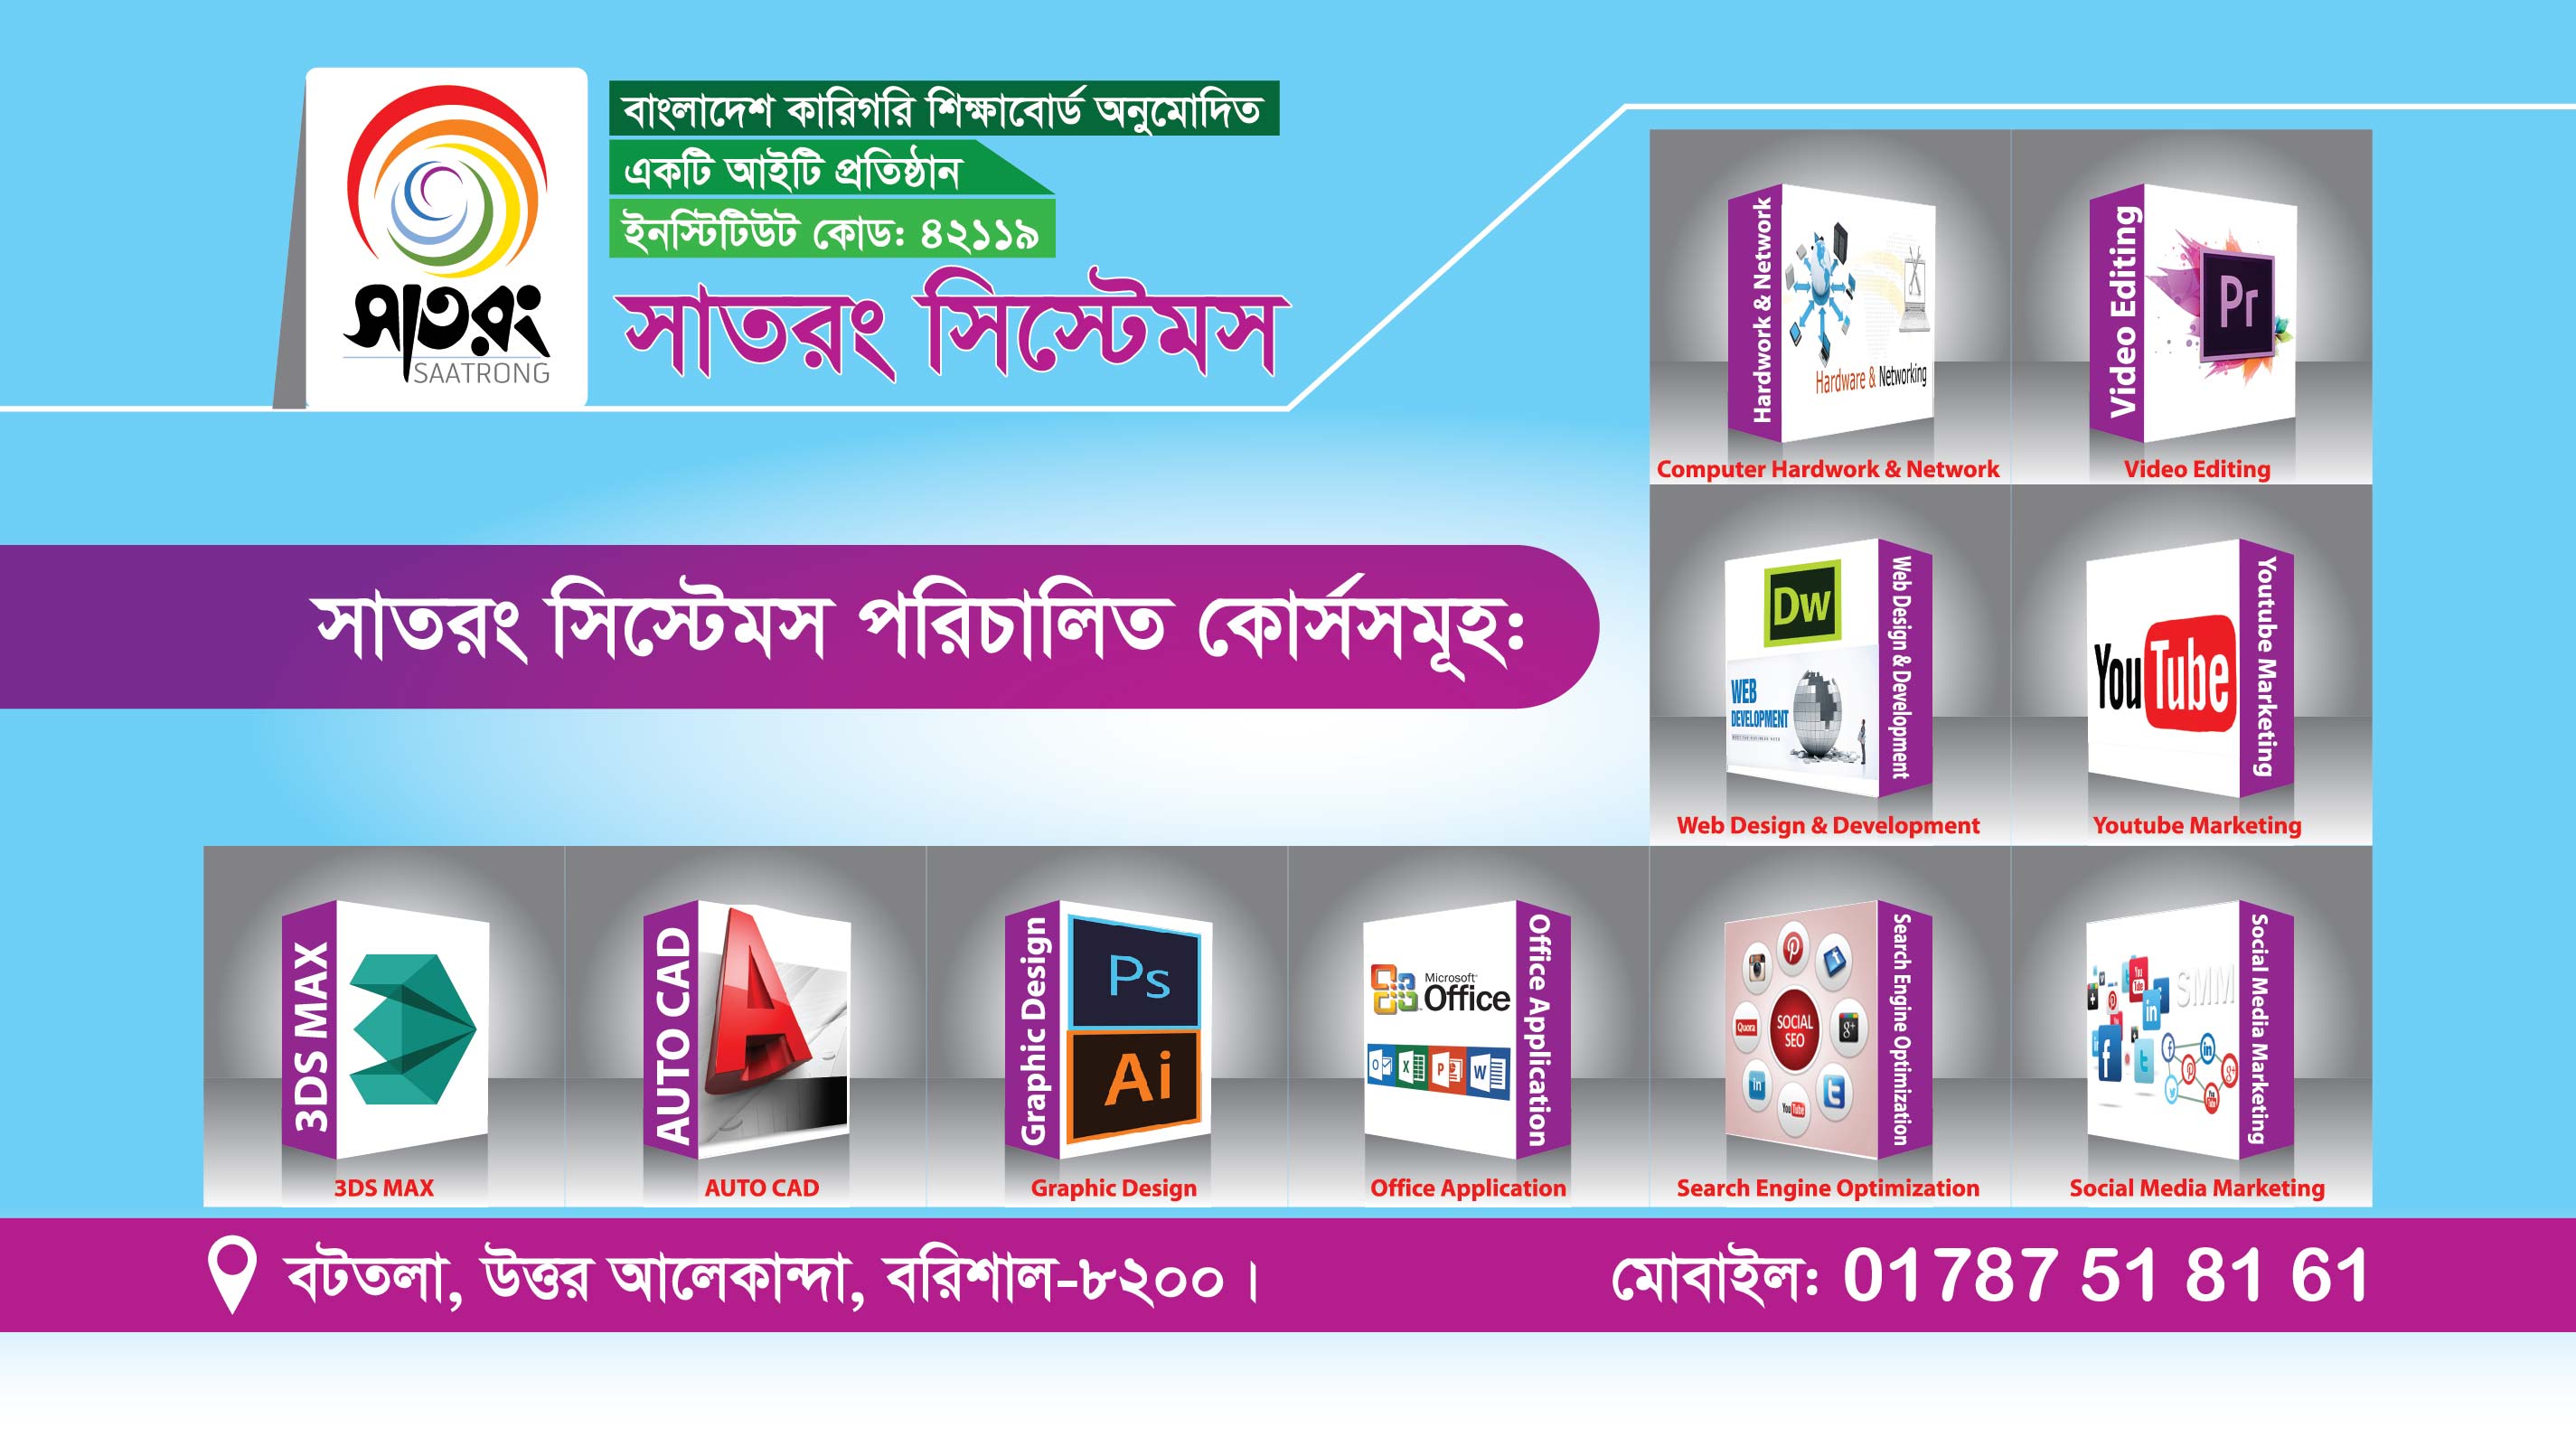 সাতরং
SAATRONG
বাংলাদেশ কারিগরি শিক্ষাবোর্ড অনুমোদিত
একটি আইটি প্রতিষ্ঠান
ইনস্টিটিউট কোড: ৪২১১৯
সাতরং সিস্টেমস
Hardwork & Network
Hardware & Networking
Computer Hardwork & Network
Video Editing
Pr
Video Editing
সাতরং সিস্টেমস পরিচালিত কোর্সসমূহ:
Dw
WEB
DEVELOPMENT
Web Design & Development
Web Design & Development
YouTube
Youtube Marketing
Youtube Marketing
3DS MAX
3DS MAX
AUTO CAD
AUTO CAD
Graphic Design
Ps
Ai
Graphic Design
Microsoft
Office
Office Application
Office Application
SOCIAL
SEO
Quora
g+
in
YouTube
Search Engine Optimization
Search Engine Optimization
SMM
Social Media Marketing
Social Media Marketing
বটতলা, উত্তর আলেকান্দা, বরিশাল-৮২০০।
মোবাইল: 01787 51 81 61